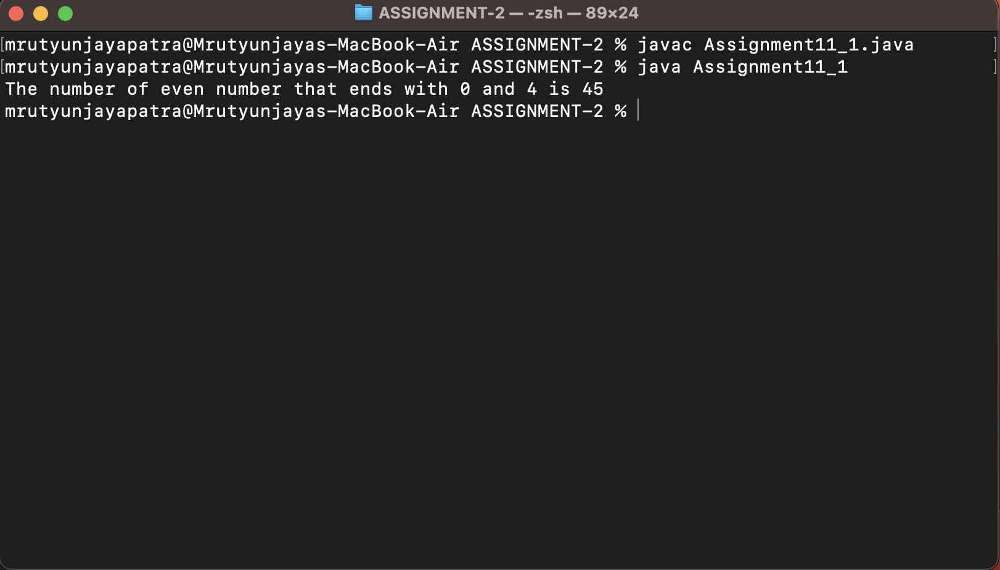 ASSIGNMENT-2 — -zsh — 89×24
[mrutyunjayapatra@Mrutyunjayas-MacBook-Air ASSIGNMENT-2 % javac Assignment11_1.java ]
[mrutyunjayapatra@Mrutyunjayas-MacBook-Air ASSIGNMENT-2 % java Assignment11_1 ]
The number of even number that ends with 0 and 4 is 45
mrutyunjayapatra@Mrutyunjayas-MacBook-Air ASSIGNMENT-2 %